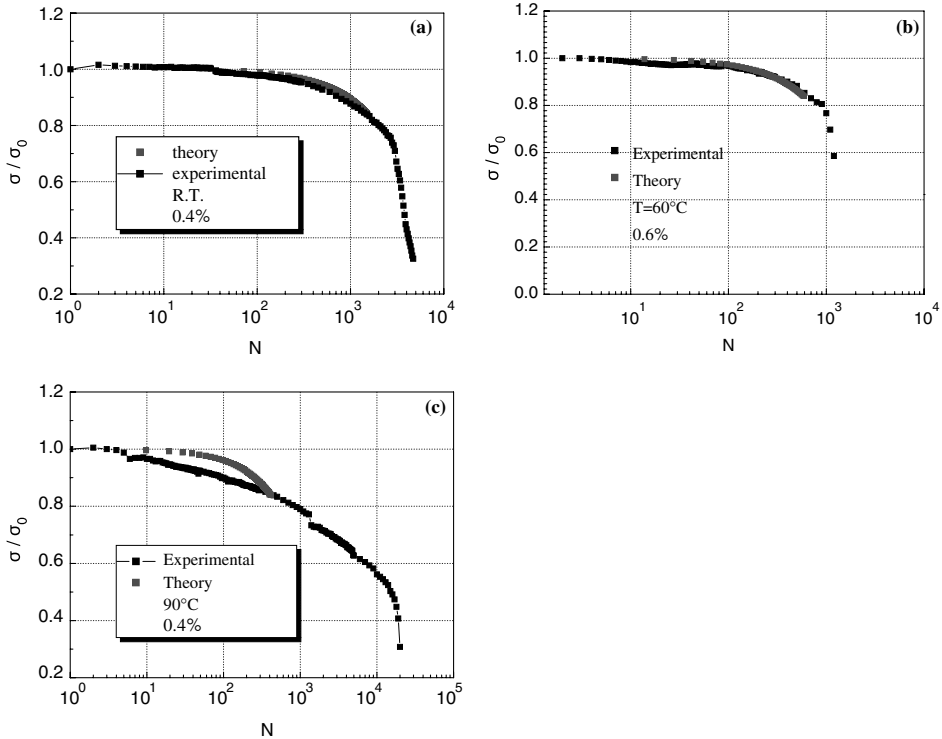 (a)
1.2
1.0
0.8
0.6
0.4
0.2
σ / σ0
theory
experimental
R.T.
0.4%
10^0
10^1
10^2
10^3
10^4
N
(b)
1.2
1.0
0.8
0.6
0.4
0.2
0.0
σ / σ0
Experimental
Theory
T=60°C
0.6%
10^1
10^2
10^3
10^4
N
(c)
1.2
1.0
0.8
0.6
0.4
0.2
σ / σ0
Experimental
Theory
90°C
0.4%
10^0
10^1
10^2
10^3
10^4
10^5
N